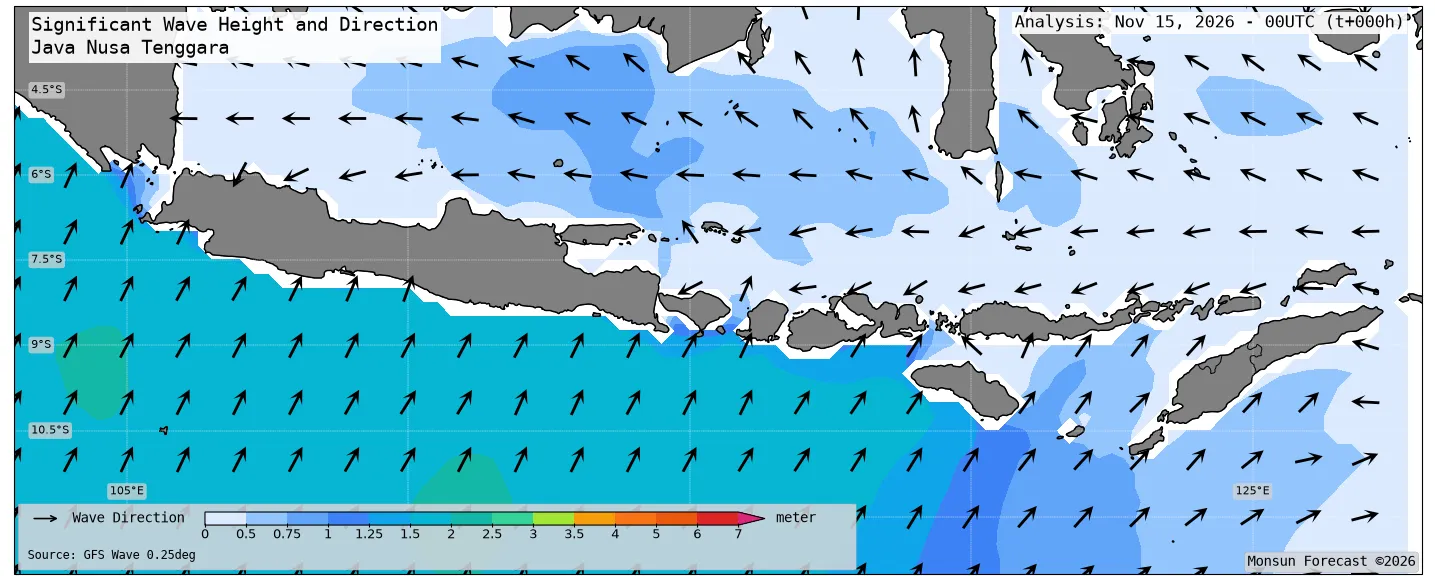 Significant Wave Height and Direction
Java Nusa Tenggara
Analysis: Nov 15, 2026 - 00UTC (t+000h)
4.5°S
6°S
7.5°S
9°S
10.5°S
105°E
125°E
Wave Direction
0 0.5 0.75 1 1.25 1.5 2 2.5 3 3.5 4 5 6 7
meter
Source: GFS Wave 0.25deg
Monsun Forecast ©2026